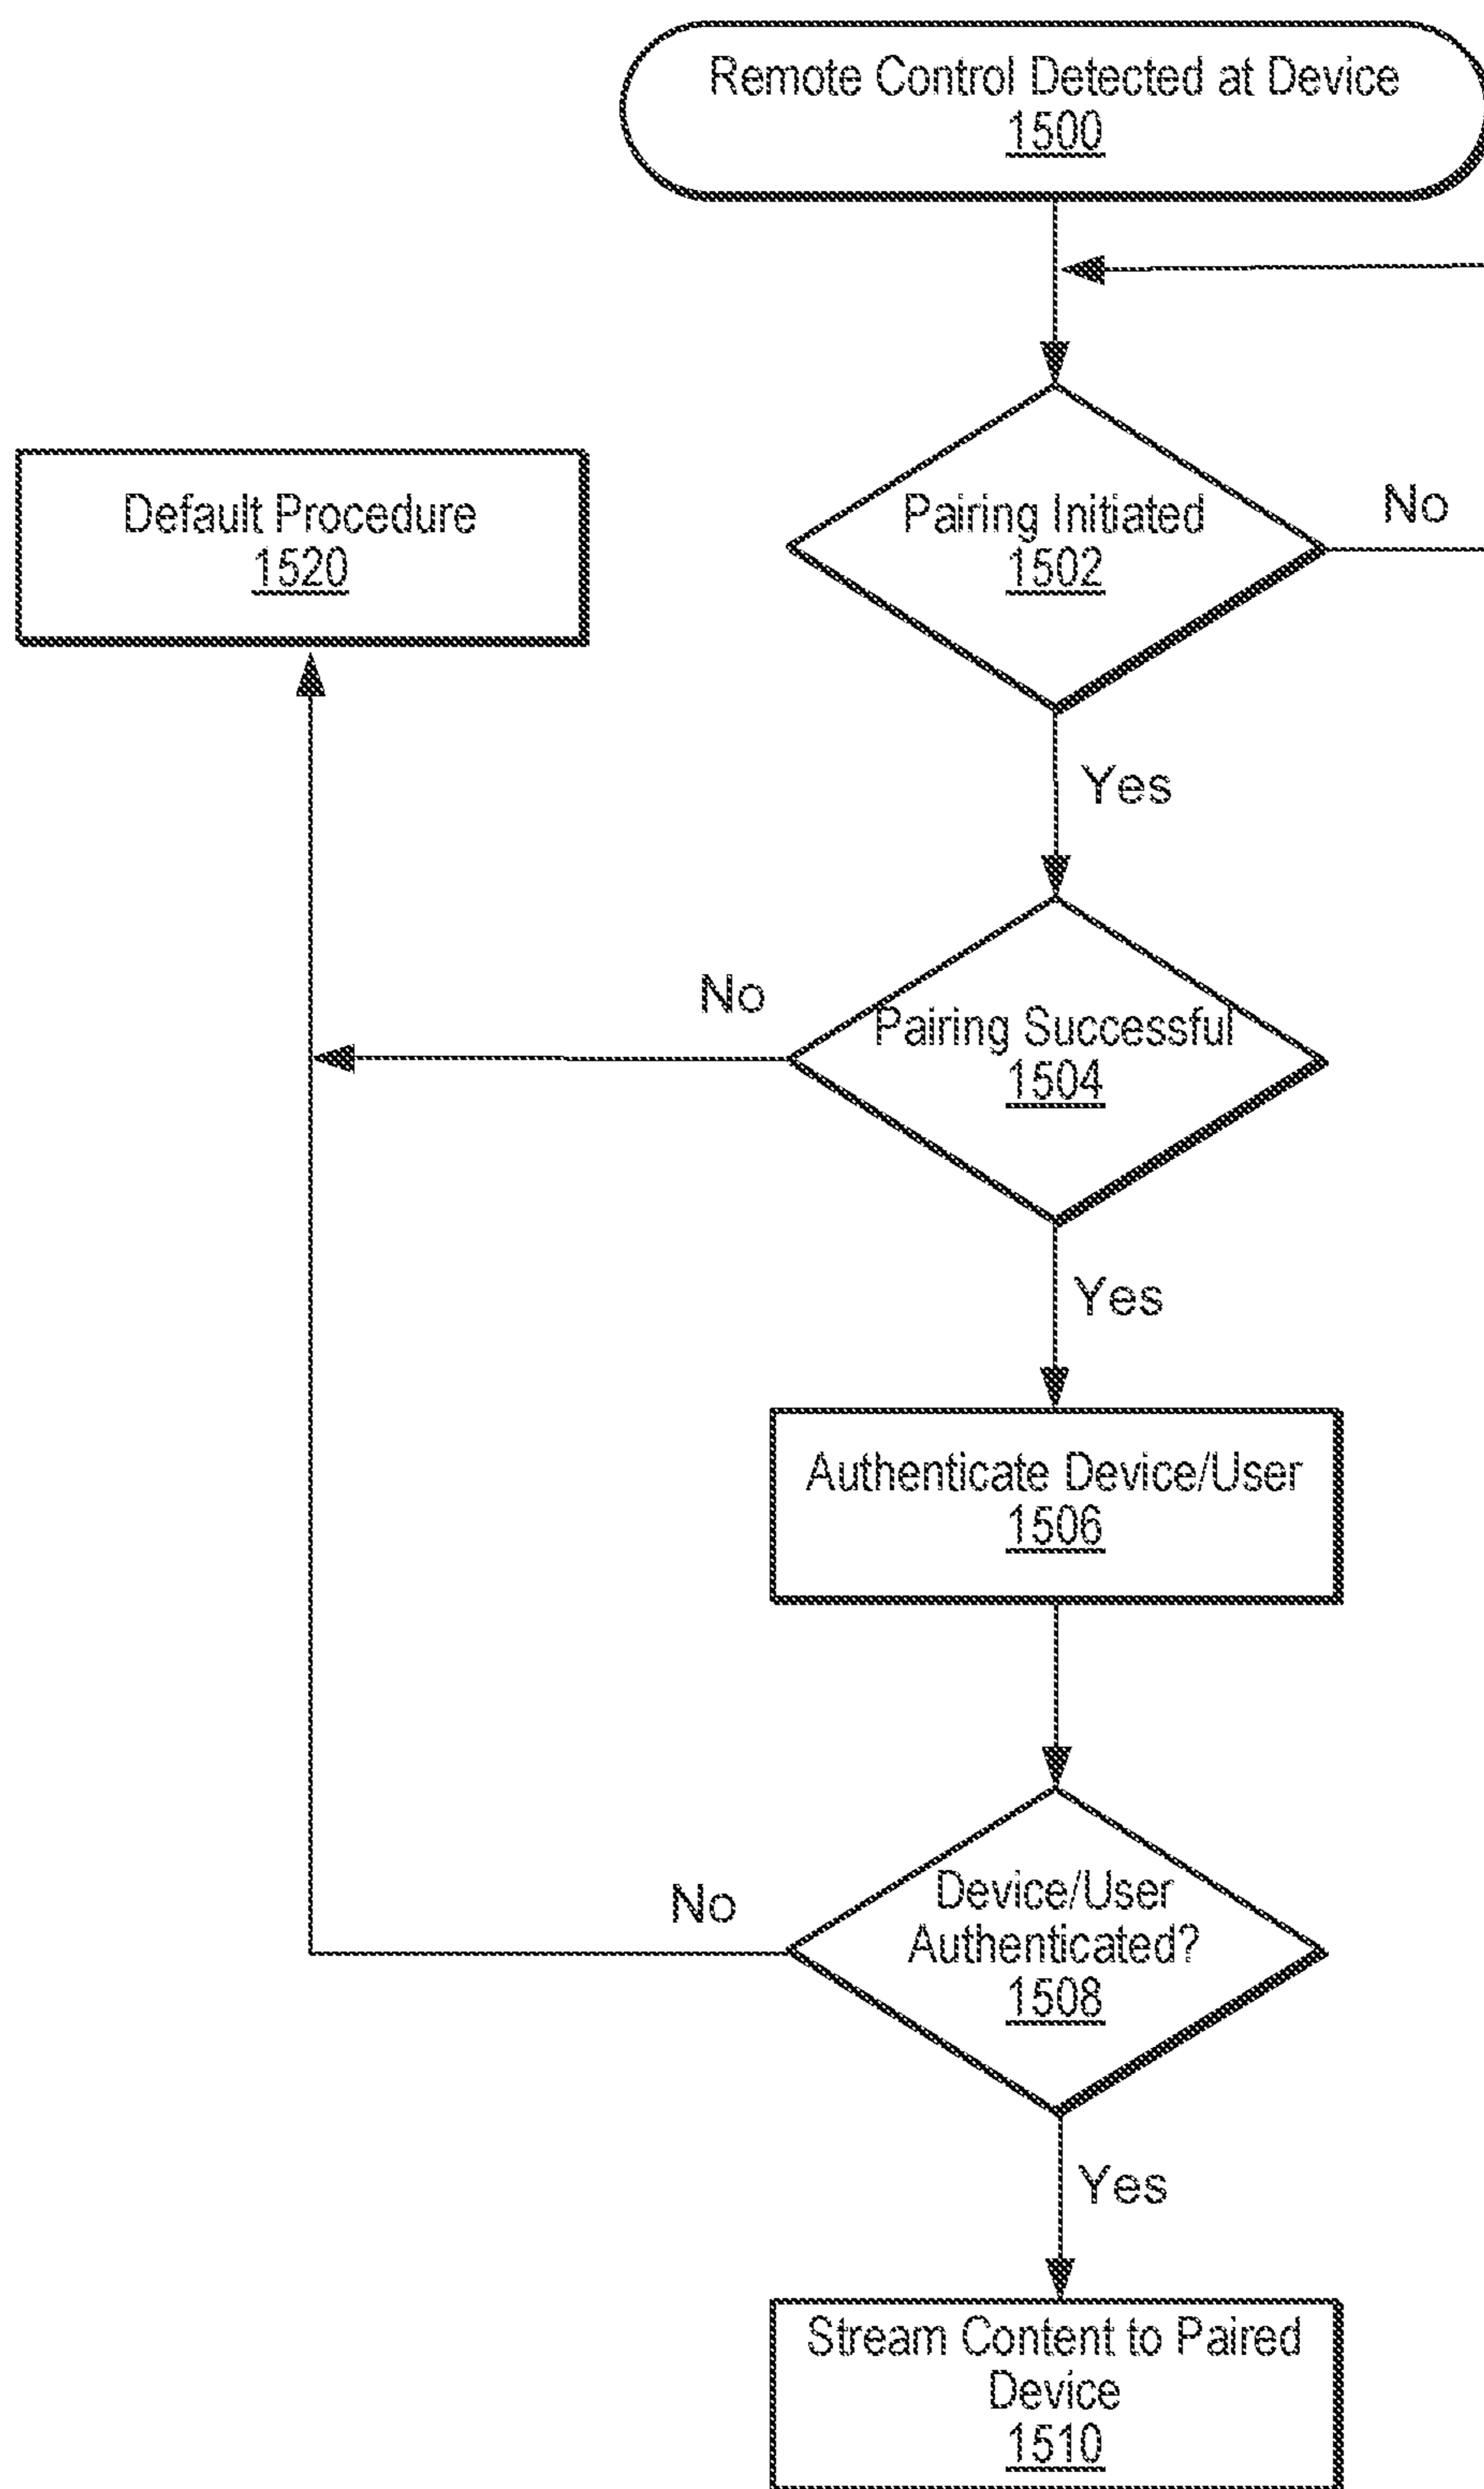 Remote Control Detected at Device
1500
Default Procedure
1520
Pairing Initiated
1502
No
Yes
No
Pairing Successful
1504
Yes
Authenticate Device/User
1506
No
Device/User
Authenticated?
1508
Yes
Stream Content to Paired
Device
1510